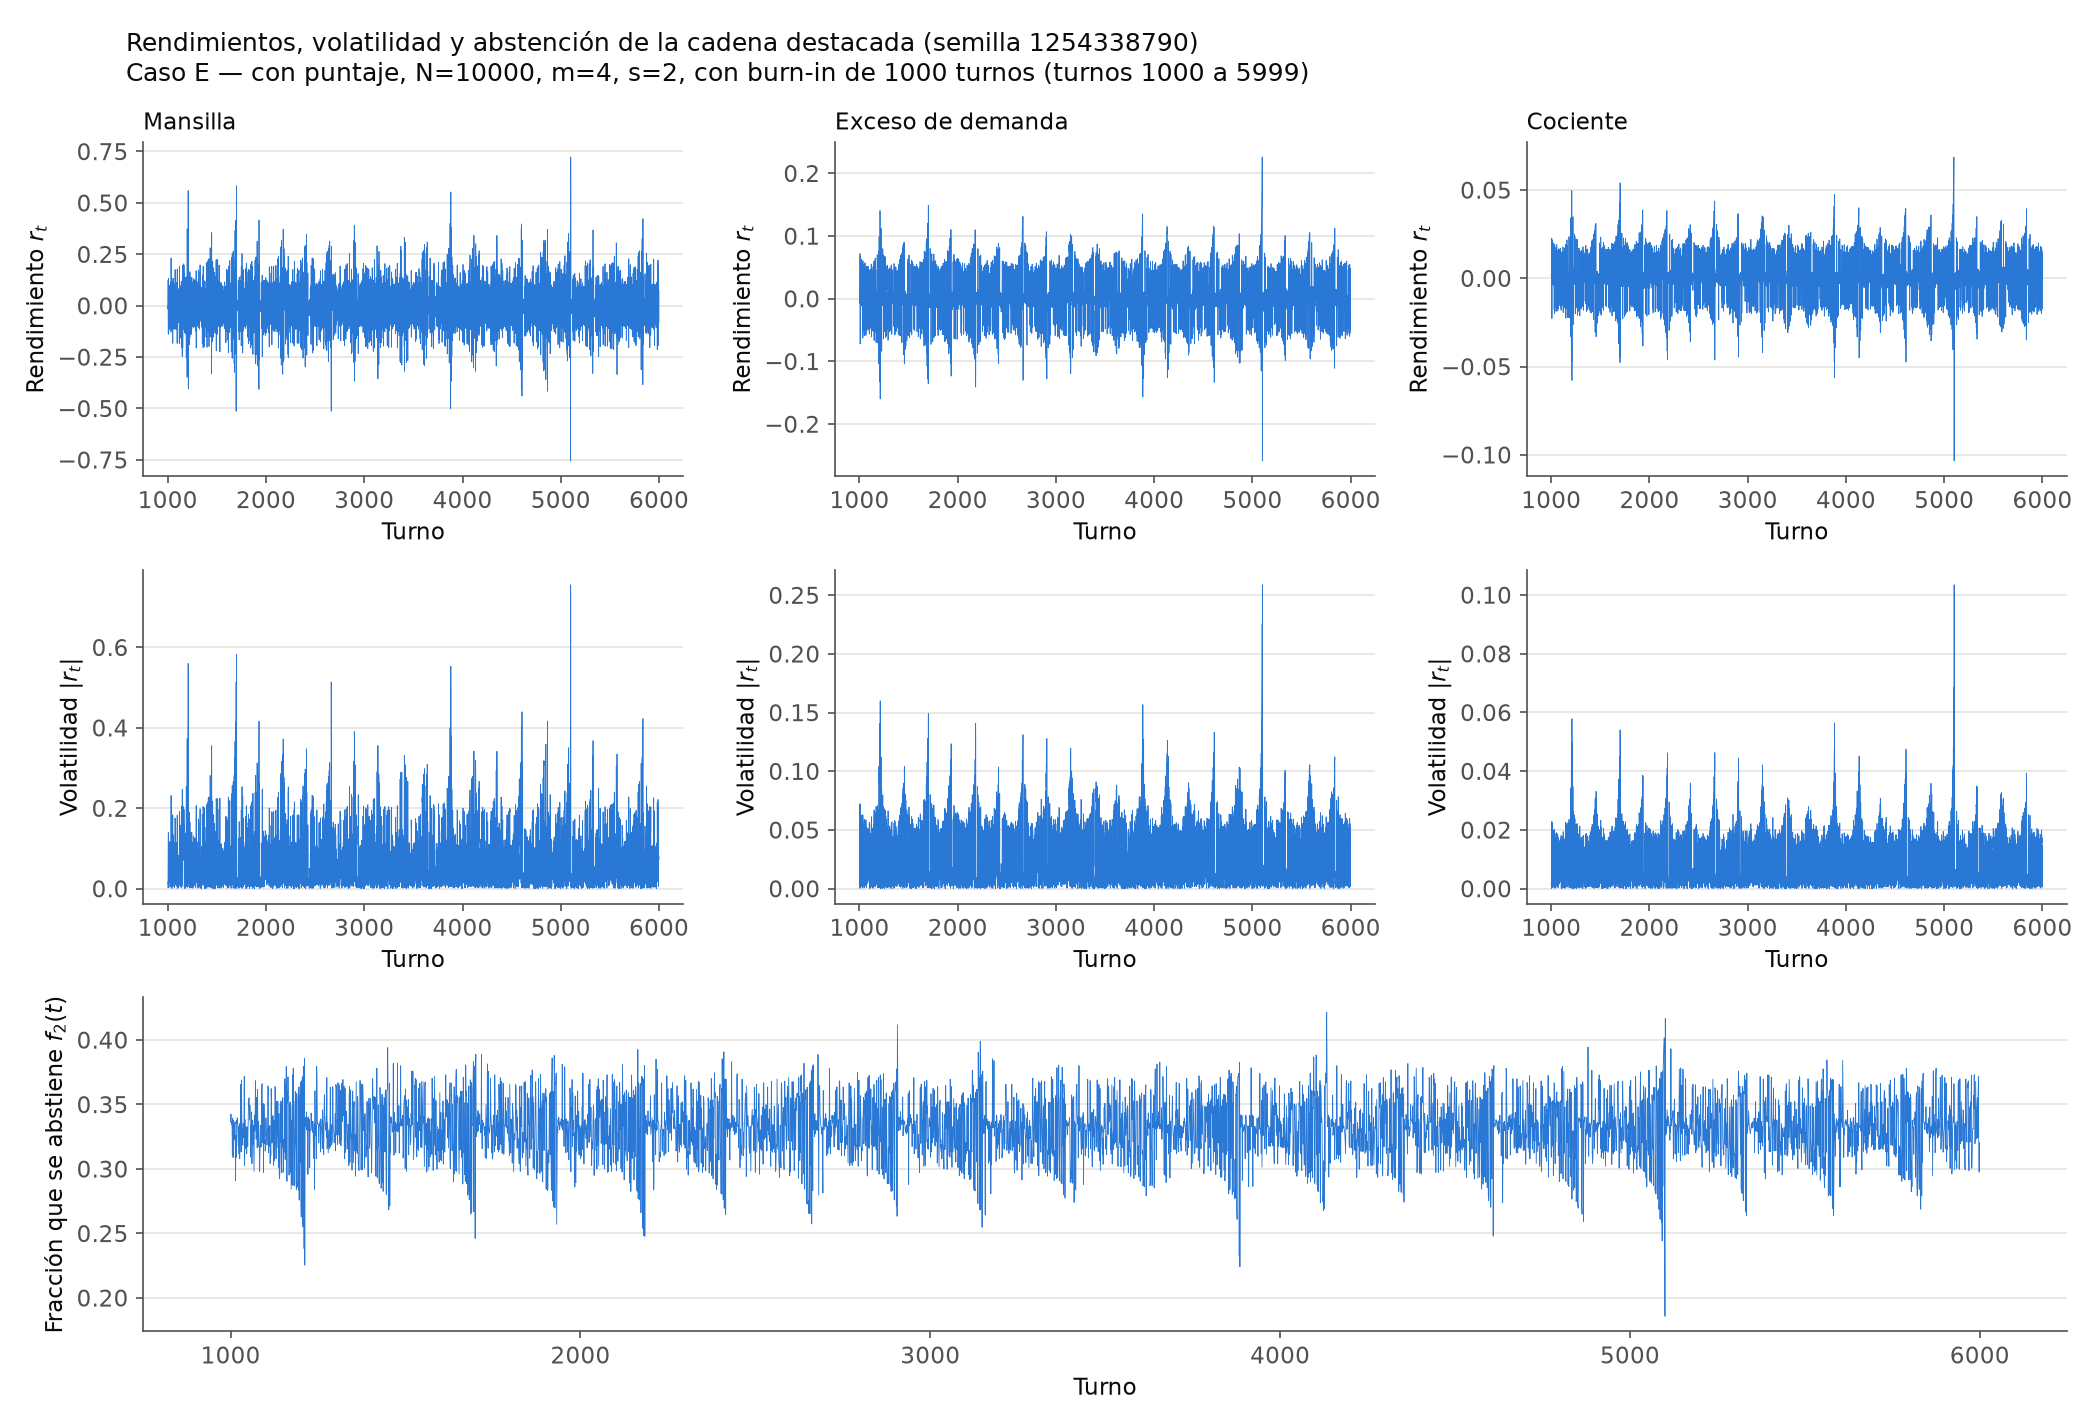 Rendimientos, volatilidad y abstención de la cadena destacada (semilla 1254338790)
Caso E — con puntaje, N=10000, m=4, s=2, con burn-in de 1000 turnos (turnos 1000 a 5999)
Mansilla
Rendimiento r_t
0.75
0.50
0.25
0.00
−0.25
−0.50
−0.75
1000 2000 3000 4000 5000 6000
Turno
Exceso de demanda
Rendimiento r_t
0.2
0.1
0.0
−0.1
−0.2
1000 2000 3000 4000 5000 6000
Turno
Cociente
Rendimiento r_t
0.05
0.00
−0.05
−0.10
1000 2000 3000 4000 5000 6000
Turno
Volatilidad |r_t|
0.6
0.4
0.2
0.0
1000 2000 3000 4000 5000 6000
Turno
Volatilidad |r_t|
0.25
0.20
0.15
0.10
0.05
0.00
1000 2000 3000 4000 5000 6000
Turno
Volatilidad |r_t|
0.10
0.08
0.06
0.04
0.02
0.00
1000 2000 3000 4000 5000 6000
Turno
Fracción que se abstiene f₂(t)
0.40
0.35
0.30
0.25
0.20
1000 2000 3000 4000 5000 6000
Turno